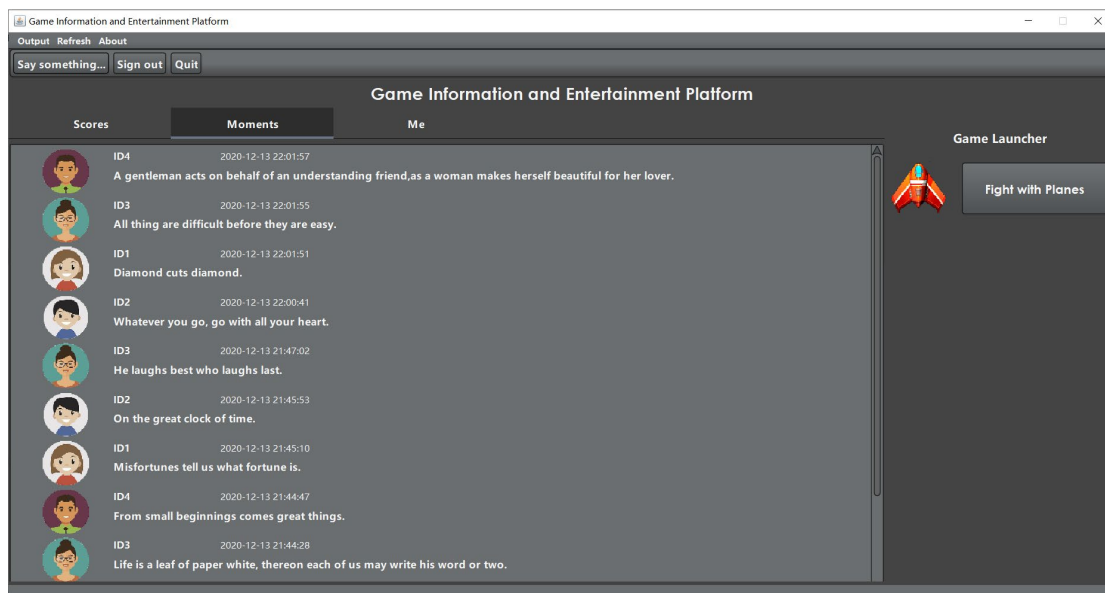 Game Information and Entertainment Platform
Output Refresh About
Say something... Sign out Quit
Game Information and Entertainment Platform
Scores Moments Me
Game Launcher
Fight with Planes
ID4 2020-12-13 22:01:57
A gentleman acts on behalf of an understanding friend,as a woman makes herself beautiful for her lover.
ID3 2020-12-13 22:01:55
All thing are difficult before they are easy.
ID1 2020-12-13 22:01:51
Diamond cuts diamond.
ID2 2020-12-13 22:00:41
Whatever you go, go with all your heart.
ID3 2020-12-13 21:47:02
He laughs best who laughs last.
ID2 2020-12-13 21:45:53
On the great clock of time.
ID1 2020-12-13 21:45:10
Misfortunes tell us what fortune is.
ID4 2020-12-13 21:44:47
From small beginnings comes great things.
ID3 2020-12-13 21:44:28
Life is a leaf of paper white, thereon each of us may write his word or two.